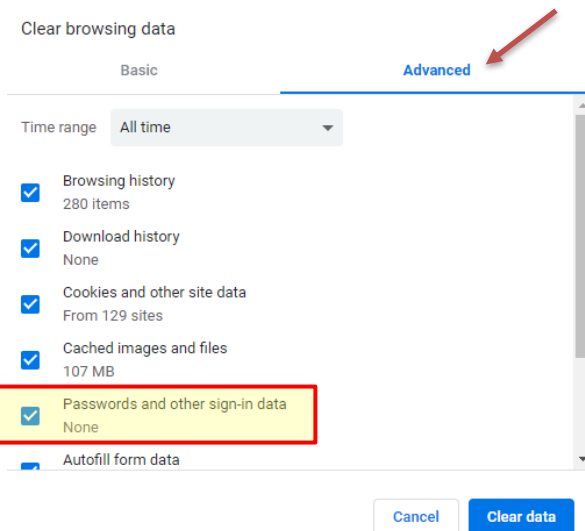 Clear browsing data
Basic
Advanced
Time range
All time
Browsing history
280 items
Download history
None
Cookies and other site data
From 129 sites
Cached images and files
107 MB
Passwords and other sign-in data
None
Autofill form data
Cancel
Clear data